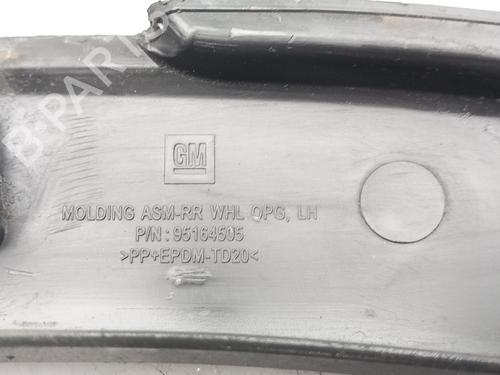 B-PARTS
GM
MOLDING ASM-RR WHL OPG, LH
P/N : 95164505
>PP+EPDM-TD20<